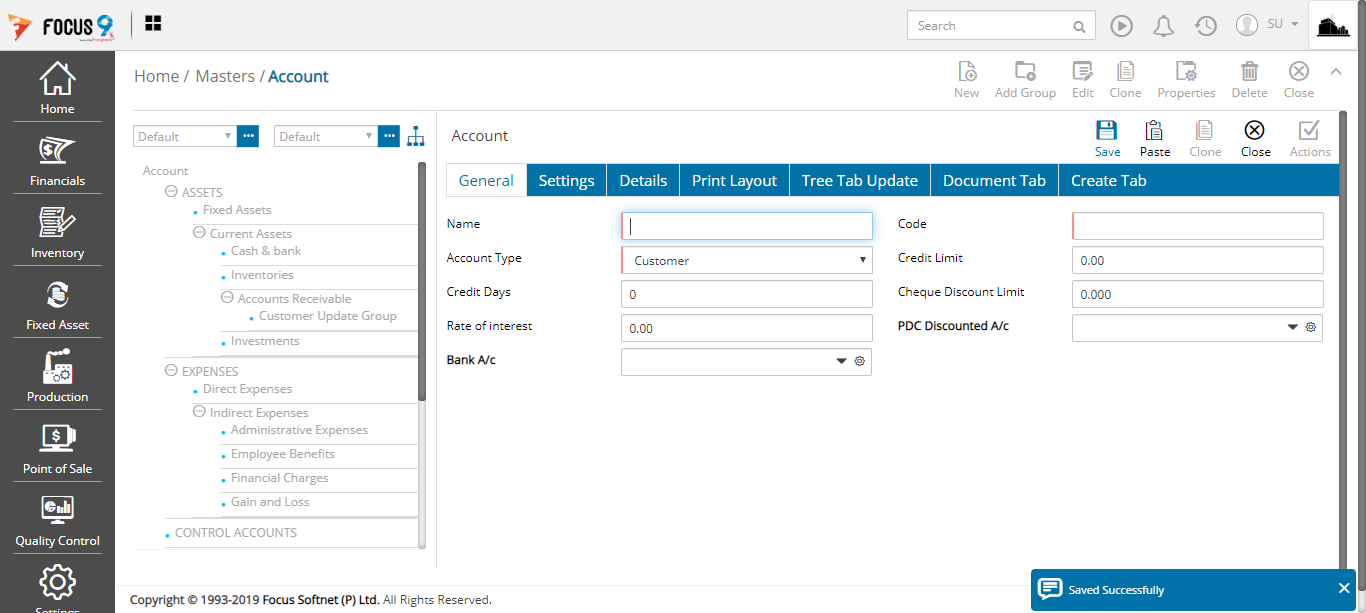 FOCUS 9
Search
SU
Home
Financials
Inventory
Fixed Asset
Production
Point of Sale
Quality Control
Settings
Home / Masters / Account
New
Add Group
Edit
Clone
Properties
Delete
Close
Default
Default
Account
ASSETS
Fixed Assets
Current Assets
Cash & bank
Inventories
Accounts Receivable
Customer Update Group
Investments
EXPENSES
Direct Expenses
Indirect Expenses
Administrative Expenses
Employee Benefits
Financial Charges
Gain and Loss
CONTROL ACCOUNTS
Account
Save
Paste
Clone
Close
Actions
General
Settings
Details
Print Layout
Tree Tab Update
Document Tab
Create Tab
Name
Code
Account Type
Customer
Credit Limit
0.00
Credit Days
0
Cheque Discount Limit
0.000
Rate of interest
0.00
PDC Discounted A/c
Bank A/c
Copyright © 1993-2019 Focus Softnet (P) Ltd. All Rights Reserved.
Saved Successfully